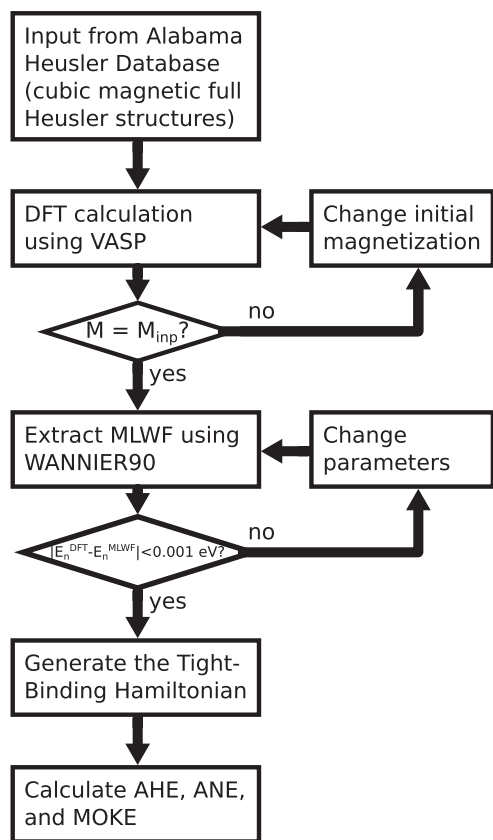 Input from Alabama
Heusler Database
(cubic magnetic full
Heusler structures)
DFT calculation
using VASP
Change initial
magnetization
M = M_inp?
no
yes
Extract MLWF using
WANNIER90
Change
parameters
|E_n^DFT-E_n^MLWF|<0.001 eV?
no
yes
Generate the Tight-
Binding Hamiltonian
Calculate AHE, ANE,
and MOKE